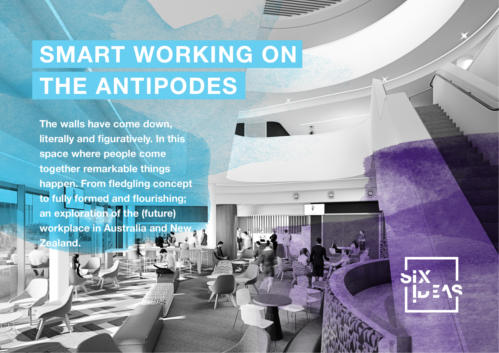 SMART WORKING ON
THE ANTIPODES
The walls have come down,
literally and figuratively. In this
space where people come
together remarkable things
happen. From fledgling concept
to fully formed and flourishing;
an exploration of the (future)
workplace in Australia and New
Zealand.
SIX
IDEAS